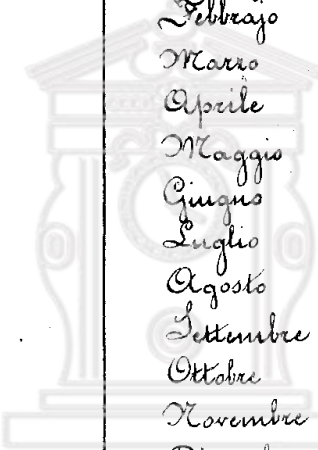 Febbrajo
Marzo
Aprile
Maggio
Giugno
Luglio
Agosto
Settembre
Ottobre
Novembre